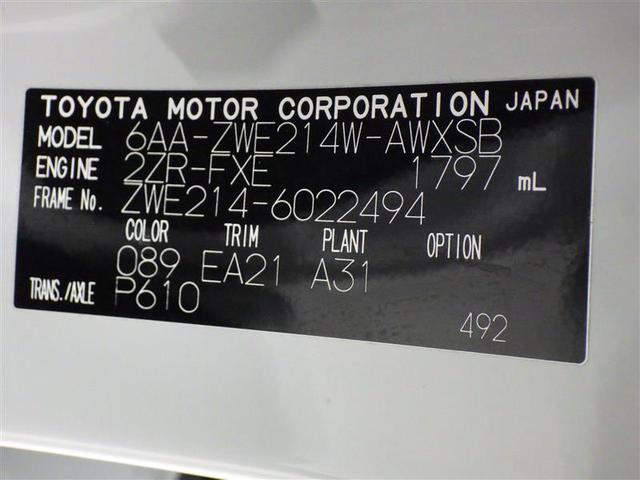 TOYOTA MOTOR CORPORATION JAPAN
MODEL 6AA-ZWE214W-AWXSB
ENGINE 2ZR-FXE 1797 mL
FRAME No. ZWE214-6022494
COLOR TRIM PLANT OPTION
089 EA21 A31
TRANS./AXLE P610
492